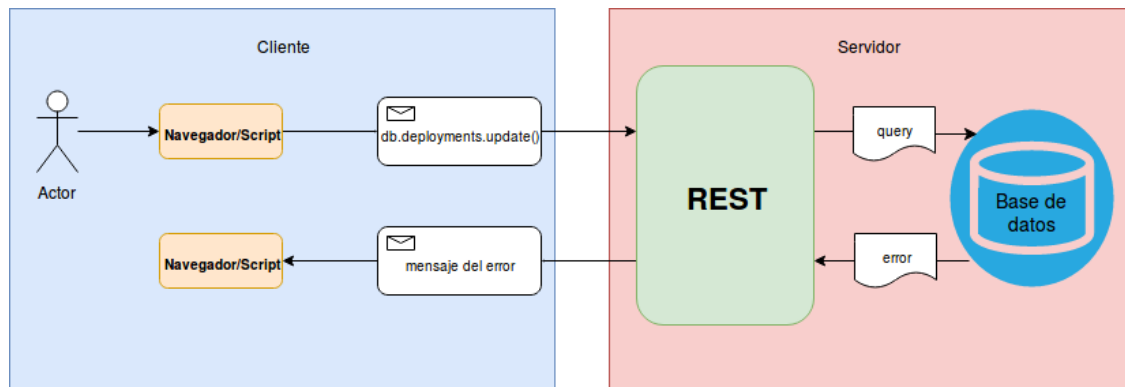 Cliente
Servidor
Navegador/Script
db.deployments.update()
REST
query
Base de
datos
Actor
Navegador/Script
mensaje del error
error